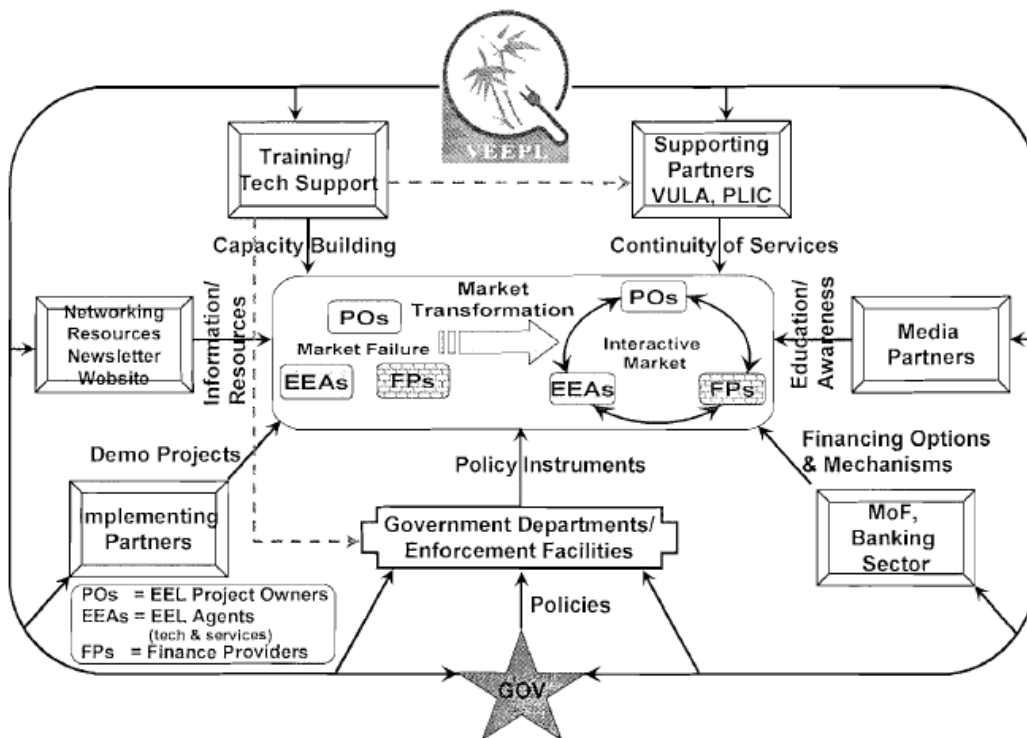 VEEPL
Training/
Tech Support
Supporting
Partners
VULA, PLIC
Capacity Building
Continuity of Services
Networking
Resources
Newsletter
Wobsito
Information/
Resources
Market
Transformation
POs
Market Failure
EEAs
FPs
POs
Interactive
Market
EEAs
FPs
Education/
Awareness
Media
Partners
Demo Projects
Policy Instruments
Financing Options
& Mechanisms
Implementing
Partners
Government Departments/
Enforcement Facilities
MoF,
Banking
Sector
POs = EEL Project Owners
EEAs = EEL Agents
(tech & services)
FPs = Finance Providers
Policies
GOV